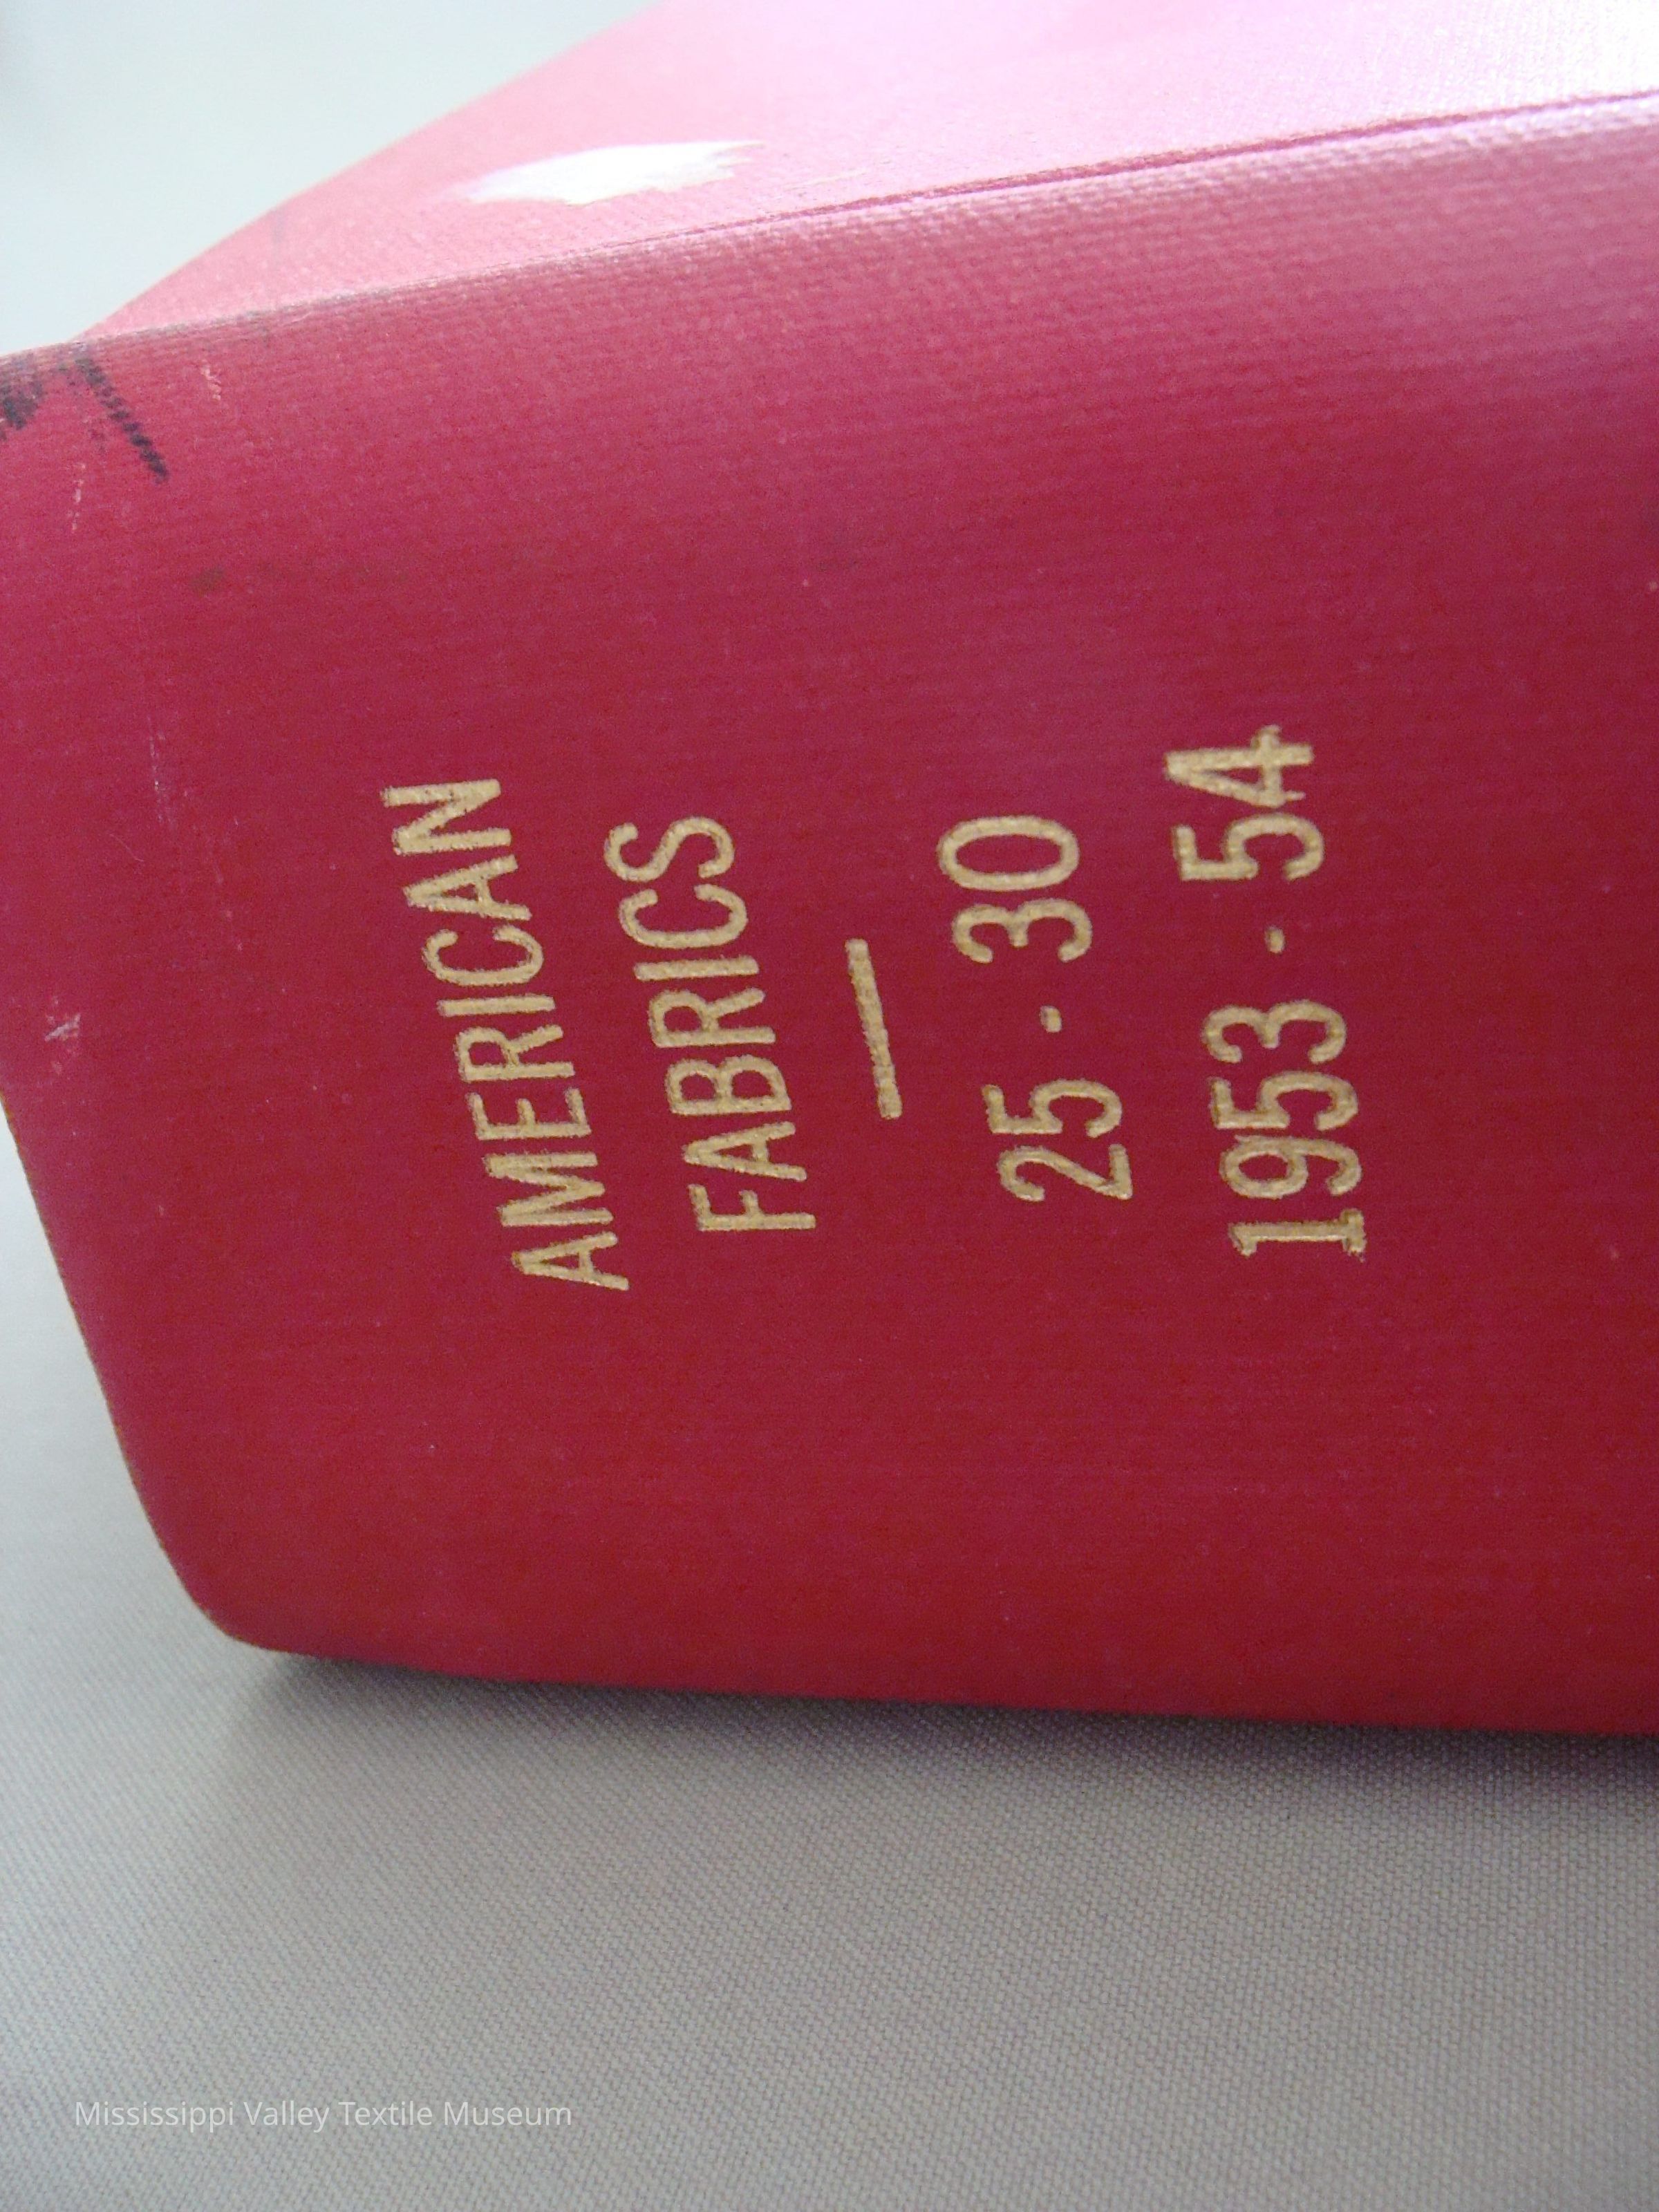 AMERICAN
FABRICS
25 - 30
1953 - 54
Mississippi Valley Textile Museum